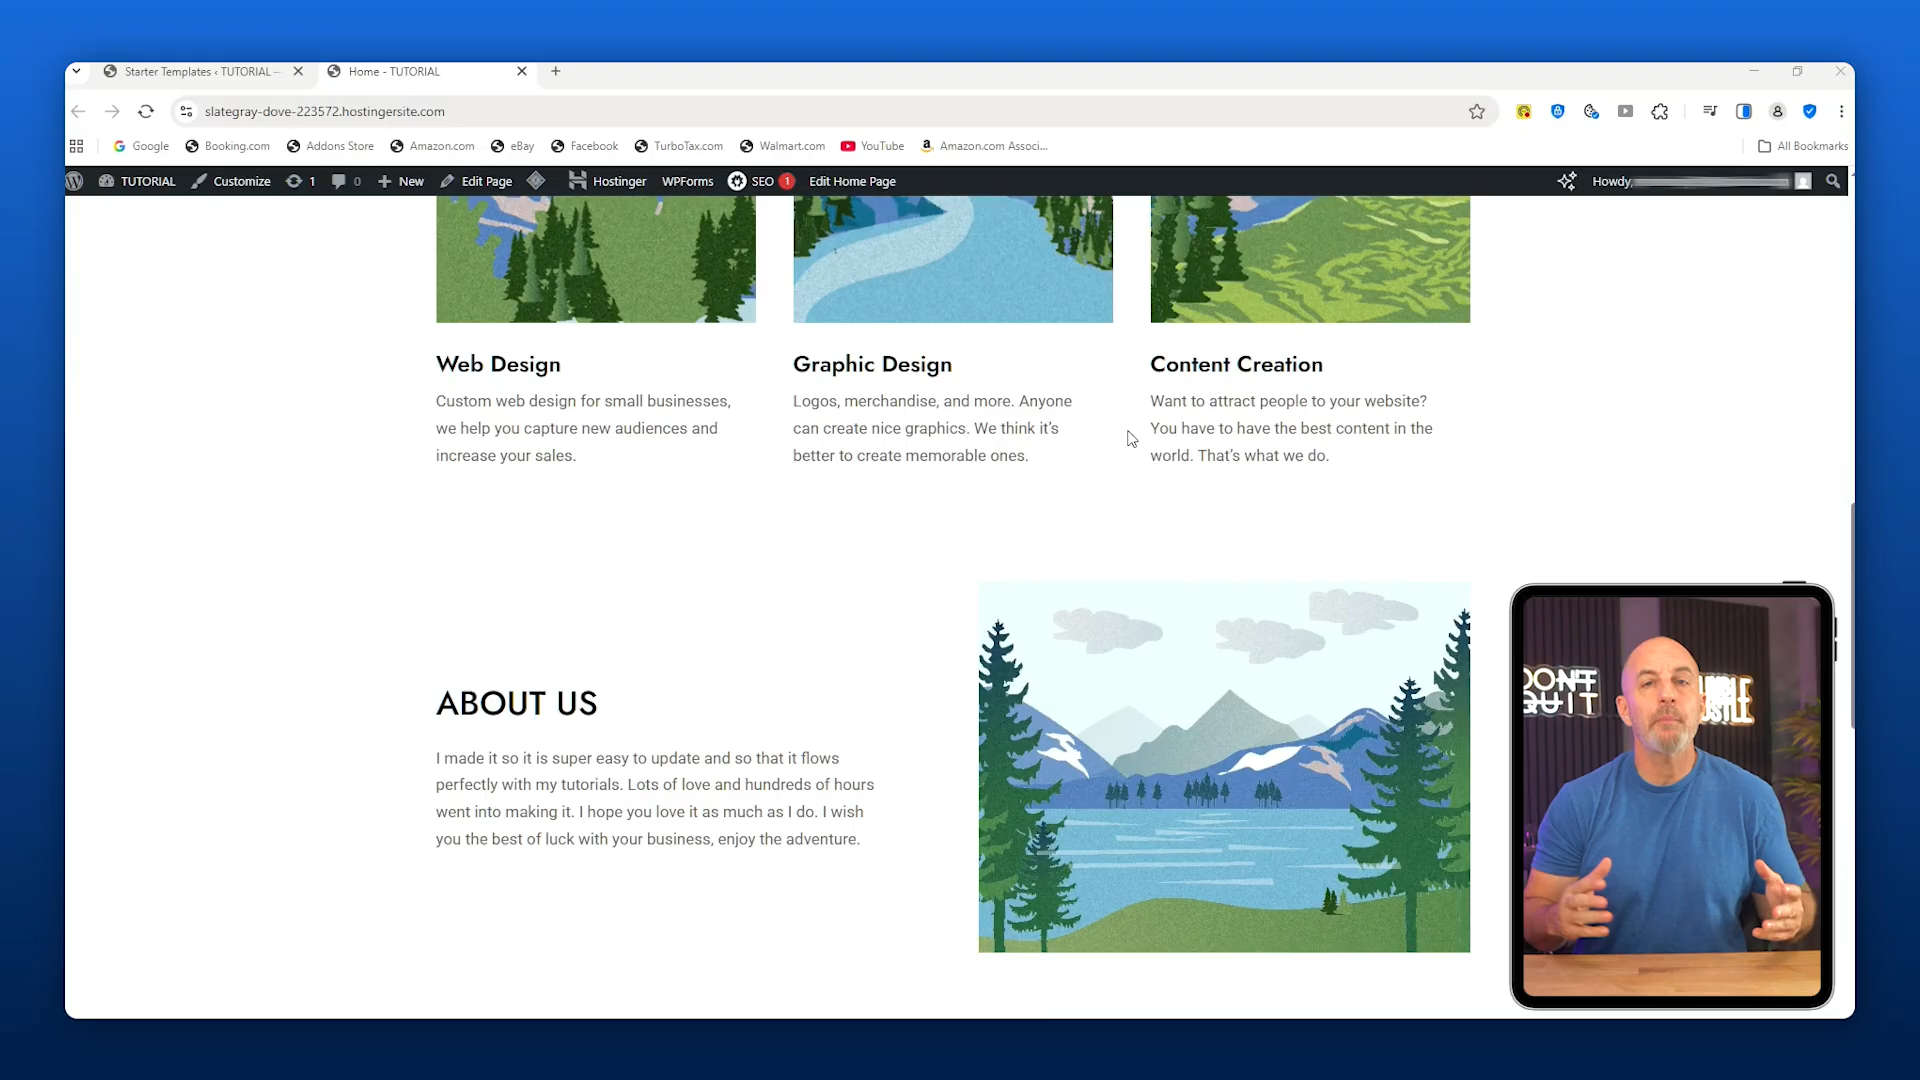 Starter Templates ‹ TUTORIAL —
Home - TUTORIAL
slategray-dove-223572.hostingersite.com
Google
Booking.com
Addons Store
Amazon.com
eBay
Facebook
TurboTax.com
Walmart.com
YouTube
Amazon.com Associ...
All Bookmarks
TUTORIAL
Customize
1
0
New
Edit Page
Hostinger
WPForms
SEO 1
Edit Home Page
Howdy,
Web Design
Custom web design for small businesses,
we help you capture new audiences and
increase your sales.
Graphic Design
Logos, merchandise, and more. Anyone
can create nice graphics. We think it's
better to create memorable ones.
Content Creation
Want to attract people to your website?
You have to have the best content in the
world. That's what we do.
ABOUT US
I made it so it is super easy to update and so that it flows
perfectly with my tutorials. Lots of love and hundreds of hours
went into making it. I hope you love it as much as I do. I wish
you the best of luck with your business, enjoy the adventure.
DON'T
QUIT